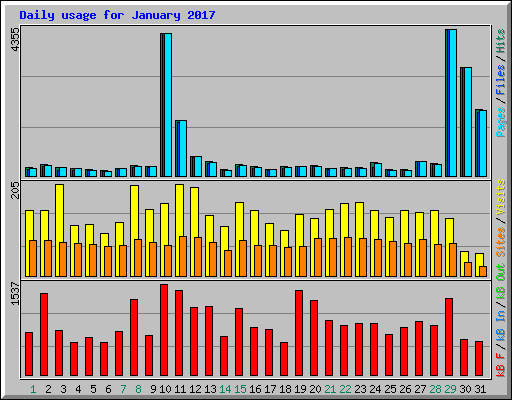 Daily usage for January 2017
4355
Pages / Files / Hits
205
Sites / Visits
1537
kB F / kB In / kB Out
1 2 3 4 5 6 7 8 9 10 11 12 13 14 15 16 17 18 19 20 21 22 23 24 25 26 27 28 29 30 31